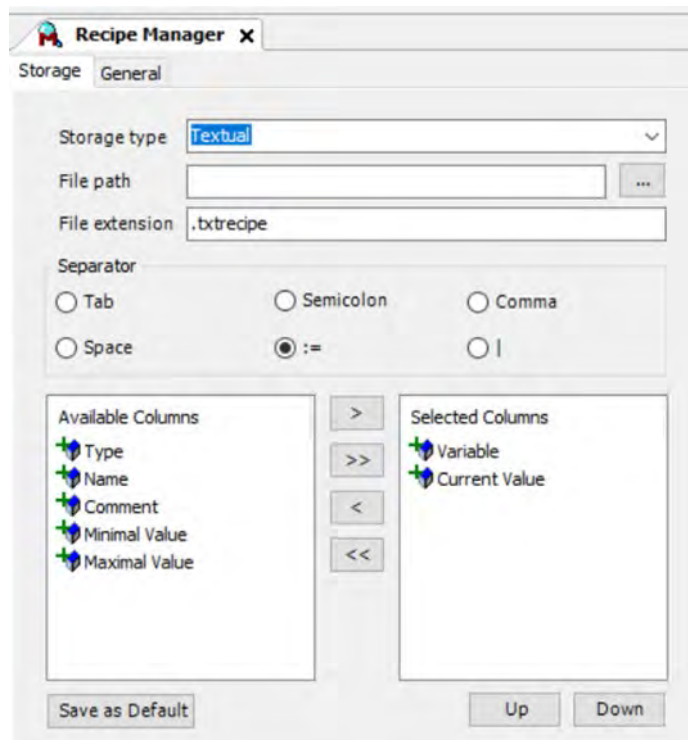 Recipe Manager x
Storage General
Storage type Textual
File path ...
File extension .txtrecipe
Separator
Tab Semicolon Comma
Space := |
Available Columns
Type
Name
Comment
Minimal Value
Maximal Value
>
>>
<
<<
Selected Columns
Variable
Current Value
Save as Default Up Down